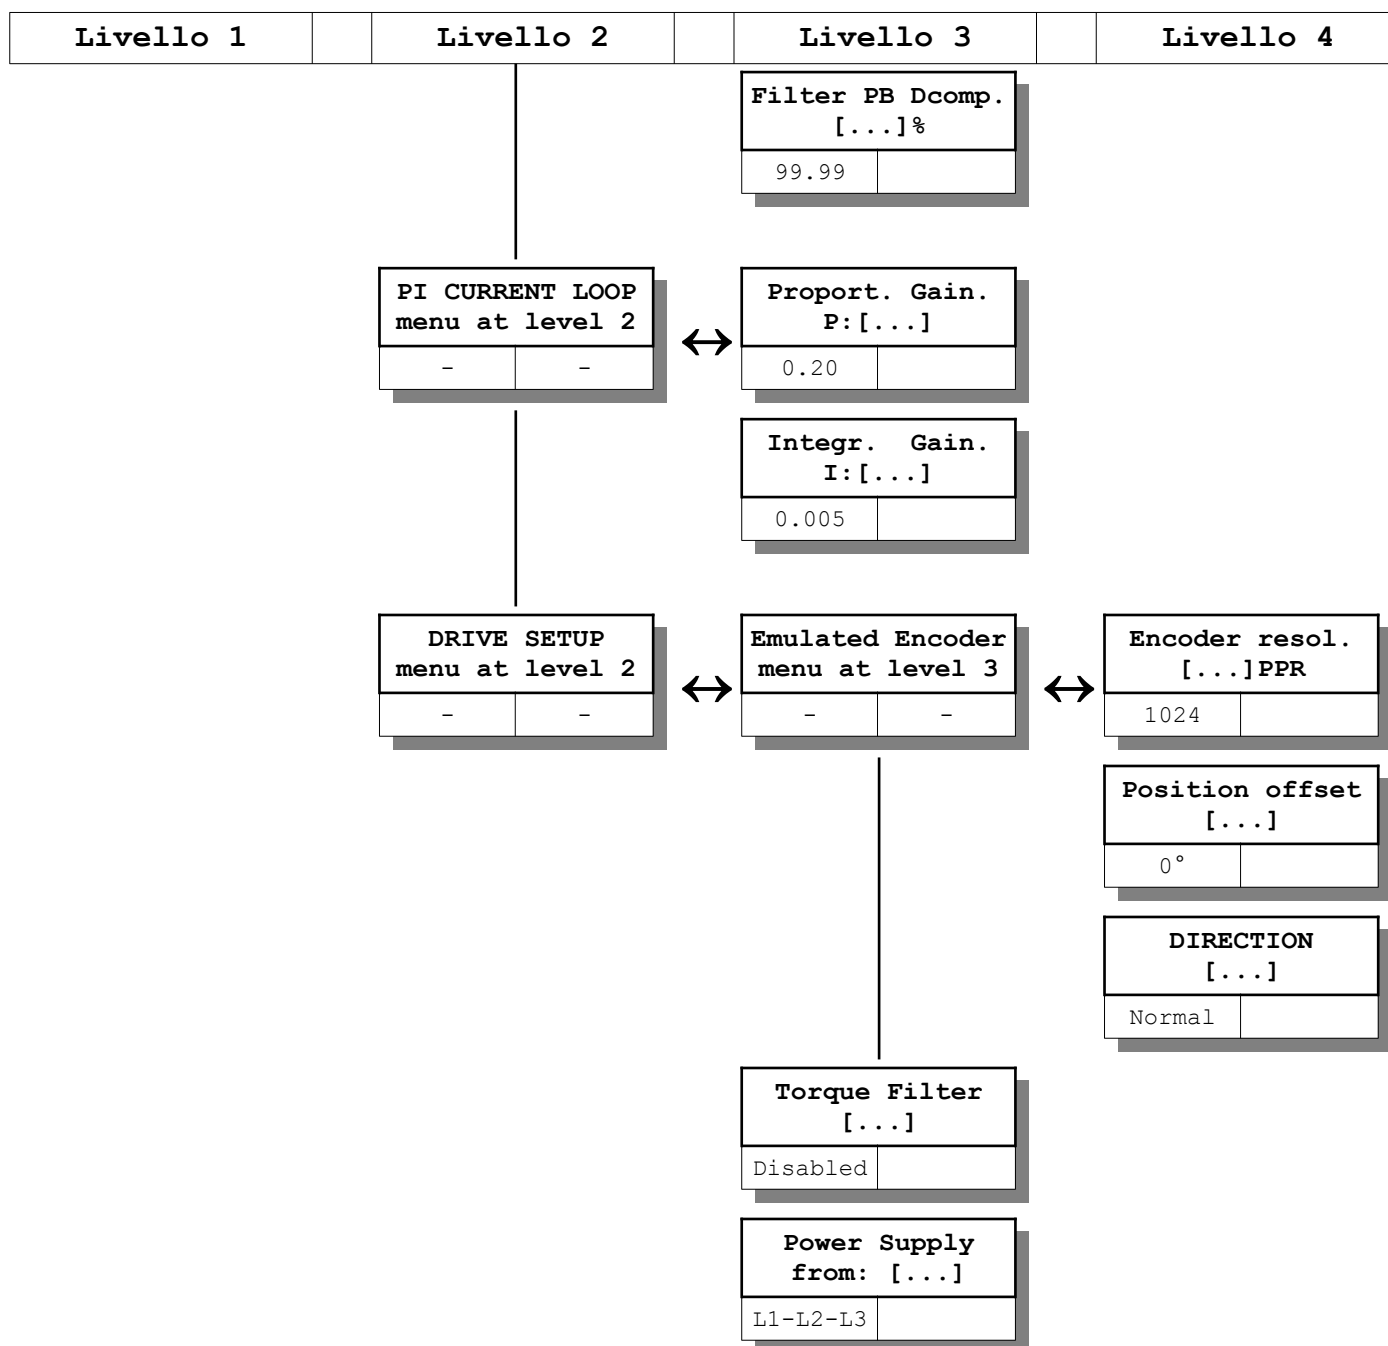 Livello 1 Livello 2 Livello 3 Livello 4
Filter PB Dcomp.
[...]%
99.99
PI CURRENT LOOP
menu at level 2
- -
Proport. Gain.
P:[...]
0.20
Integr.  Gain.
I:[...]
0.005
DRIVE SETUP
menu at level 2
- -
Emulated Encoder
menu at level 3
- -
Encoder resol.
[...]PPR
1024
Position offset
[...]
0°
DIRECTION
[...]
Normal
Torque Filter
[...]
Disabled
Power Supply
from: [...]
L1-L2-L3